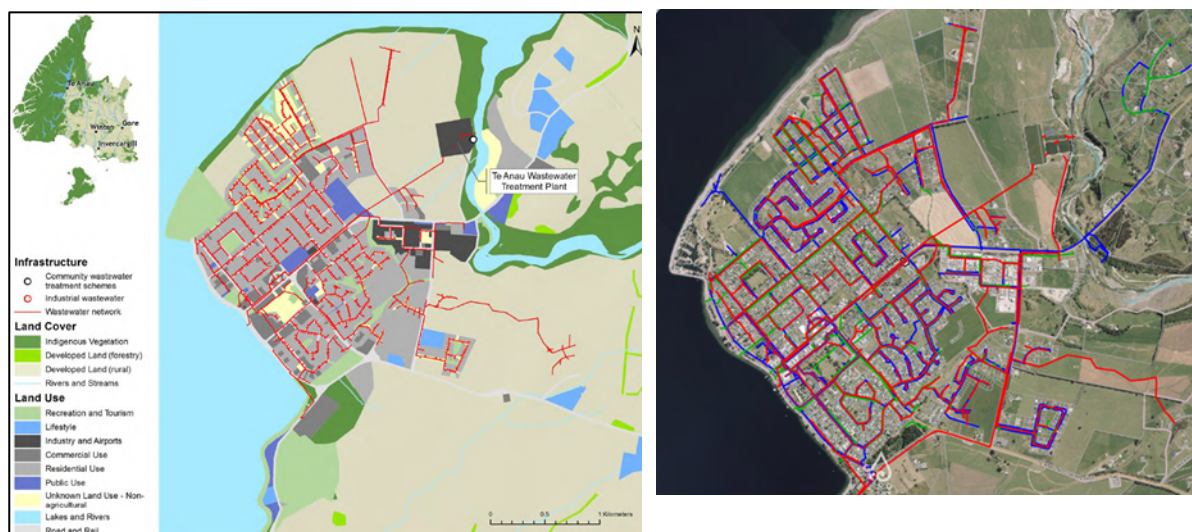 Te Anau
Gore
Winton
Invercargill
N
Te Anau Wastewater
Treatment Plant
Infrastructure
Community wastewater
treatment schemes
Industrial wastewater
Wastewater network
Land Cover
Indigenous Vegetation
Developed Land (forestry)
Developed Land (rural)
Rivers and Streams
Land Use
Recreation and Tourism
Lifestyle
Industry and Airports
Commercial Use
Residential Use
Public Use
Unknown Land Use - Non-
agricultural
Lakes and Rivers
Road and Rail
0 0.5 1 Kilometers